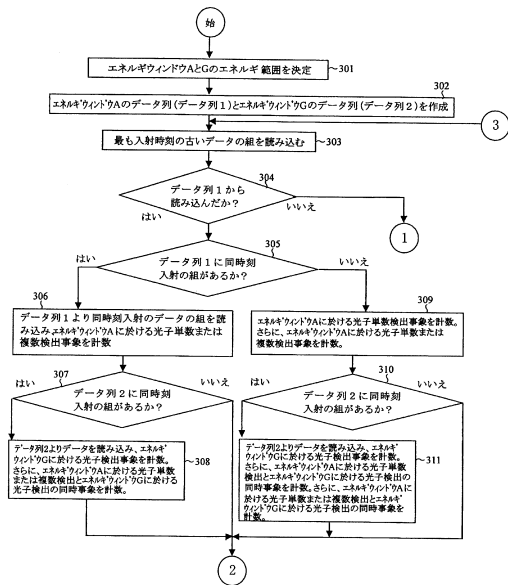 始
エネルギウィンドウAとGのエネルギ範囲を決定
301
302
エネルギウィンドウAのデータ列(データ列1)とエネルギウィンドウGのデータ列(データ列2)を作成
3
最も入射時刻の古いデータの組を読み込む
303
304
データ列1から
読み込んだか？
はい
いいえ
1
305
はい
いいえ
データ列1に同時刻
入射の組があるか？
306
データ列1より同時刻入射のデータの組を読
み込み、エネルギウィンドウAに於ける光子単数または
複数検出事象を計数
309
エネルギウィンドウAに於ける光子単数検出事象を計数。
さらに、エネルギウィンドウAに於ける光子単数または
複数検出事象を計数。
307
はい
いいえ
データ列2に同時刻
入射の組があるか？
310
はい
いいえ
データ列2に同時刻
入射の組があるか？
データ列2よりデータを読み込み、エネルギ
ウィンドウGに於ける光子検出事象を計数。
さらに、エネルギウィンドウAに於ける光子単数
または複数検出とエネルギウィンドウGに於ける
光子検出の同時事象を計数。
308
データ列2よりデータを読み込み、エネルギウィ
ンドウGに於ける光子検出事象を計数。
さらに、エネルギウィンドウAに於ける光子単数
検出とエネルギウィンドウGに於ける光子検出の同
時事象を計数。さらに、エネルギウィンドウAに
於ける光子単数または複数検出とエネルギウィ
ンドウGに於ける光子検出の同時事象を計
数。
311
2